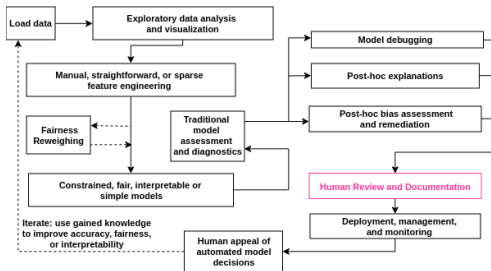 Load data
Exploratory data analysis
and visualization
Manual, straightforward, or sparse
feature engineering
Fairness
Reweighing
Constrained, fair, interpretable or
simple models
Traditional
model
assessment
and diagnostics
Model debugging
Post-hoc explanations
Post-hoc bias assessment
and remediation
Human Review and Documentation
Deployment, management,
and monitoring
Human appeal of
automated model
decisions
Iterate: use gained knowledge
to improve accuracy, fairness,
or interpretability